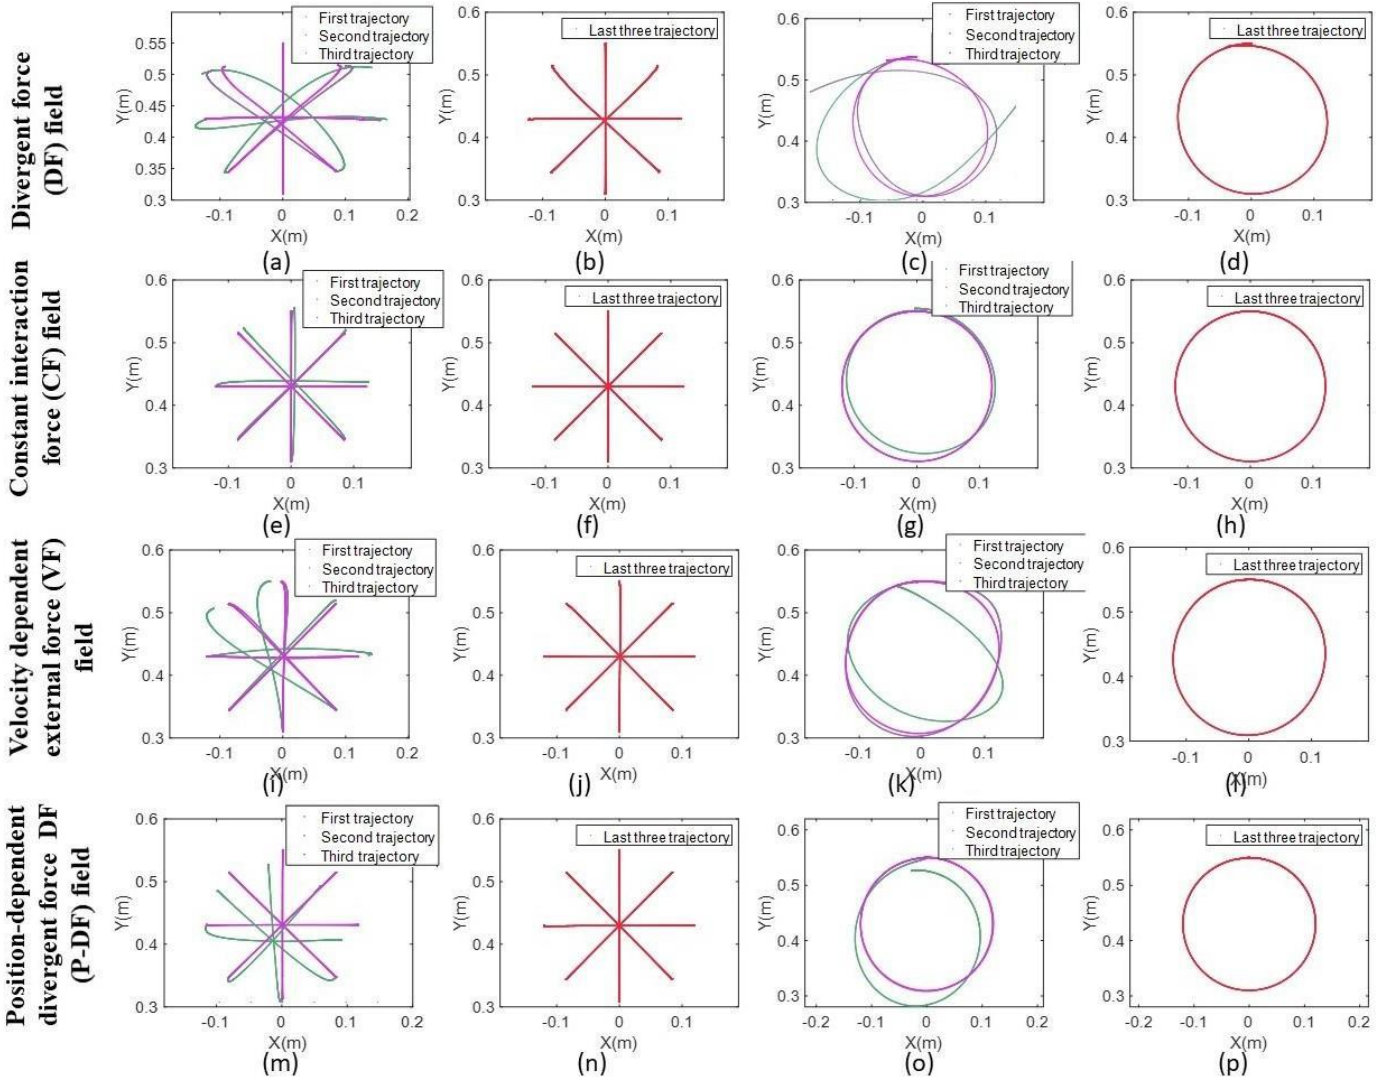 Divergent force
(DF) field
First trajectory
Second trajectory
Third trajectory
0.55
0.5
0.45
0.4
0.35
0.3
Y(m)
-0.1
0
0.1
0.2
X(m)
(a)
Last three trajectory
0.6
0.5
0.4
0.3
Y(m)
-0.1
0
0.1
X(m)
(b)
First trajectory
Second trajectory
Third trajectory
0.6
0.5
0.4
0.3
Y(m)
-0.1
0
0.1
X(m)
(c)
Last three trajectory
0.6
0.5
0.4
0.3
Y(m)
-0.1
0
0.1
X(m)
(d)
Constant interaction
force (CF) field
First trajectory
Second trajectory
Third trajectory
0.6
0.5
0.4
0.3
Y(m)
-0.1
0
0.1
X(m)
(e)
Last three trajectory
0.6
0.5
0.4
0.3
Y(m)
-0.1
0
0.1
X(m)
(f)
First trajectory
Second trajectory
Third trajectory
0.6
0.5
0.4
0.3
Y(m)
-0.1
0
0.1
X(m)
(g)
Last three trajectory
0.6
0.5
0.4
0.3
Y(m)
-0.1
0
0.1
X(m)
(h)
Velocity dependent
external force (VF)
field
First trajectory
Second trajectory
Third trajectory
0.6
0.5
0.4
0.3
Y(m)
-0.1
0
0.1
0.2
X(m)
(i)
Last three trajectory
0.6
0.5
0.4
0.3
Y(m)
-0.1
0
0.1
X(m)
(j)
First trajectory
Second trajectory
Third trajectory
0.6
0.5
0.4
0.3
Y(m)
-0.1
0
0.1
X(m)
(k)
Last three trajectory
0.6
0.5
0.4
0.3
Y(m)
-0.1
0
0.1
X(m)
(l)
Position-dependent
divergent force DF
(P-DF) field
First trajectory
Second trajectory
Third trajectory
0.6
0.5
0.4
0.3
Y(m)
-0.1
0
0.1
0.2
X(m)
(m)
Last three trajectory
0.6
0.5
0.4
0.3
Y(m)
-0.1
0
0.1
X(m)
(n)
First trajectory
Second trajectory
Third trajectory
0.6
0.5
0.4
0.3
Y(m)
-0.2
-0.1
0
0.1
0.2
X(m)
(o)
Last three trajectory
0.6
0.5
0.4
0.3
Y(m)
-0.2
-0.1
0
0.1
0.2
X(m)
(p)